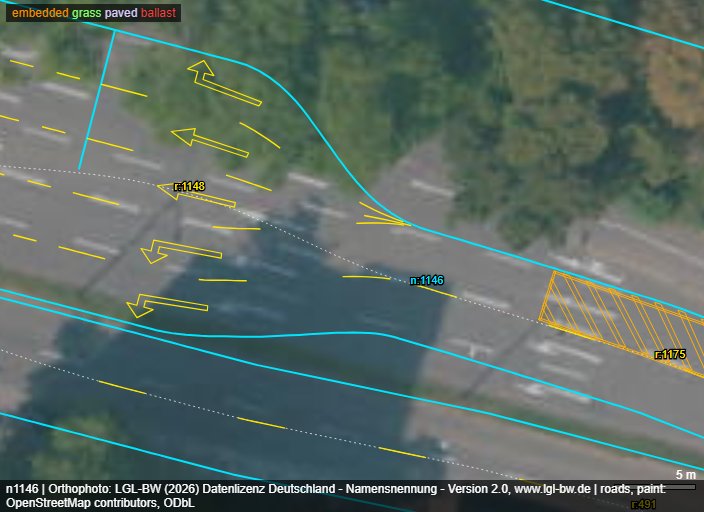 embedded grass paved ballast
r:1148
n:1146
r:1175
5 m
n1146 | Orthophoto: LGL-BW (2026) Datenlizenz Deutschland - Namensnennung - Version 2.0, www.lgl-bw.de | roads, paint:
OpenStreetMap contributors, ODbL
r:491